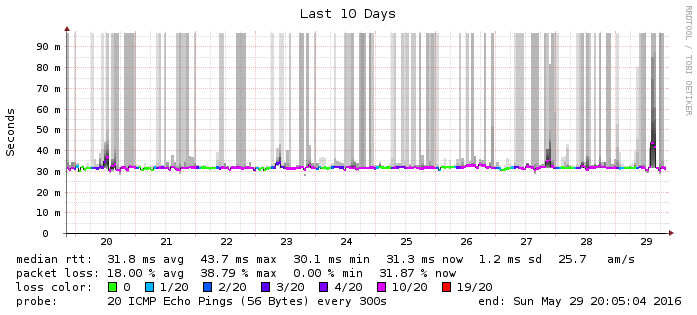 Last 10 Days
RRDTOOL / TOBI OETIKER
Seconds
90 m
80 m
70 m
60 m
50 m
40 m
30 m
20 m
10 m
0
20 21 22 23 24 25 26 27 28 29
median rtt: 31.8 ms avg 43.7 ms max 30.1 ms min 31.3 ms now 1.2 ms sd 25.7 am/s
packet loss: 18.00 % avg 38.79 % max 0.00 % min 31.87 % now
loss color: 0 1/20 2/20 3/20 4/20 10/20 19/20
probe: 20 ICMP Echo Pings (56 Bytes) every 300s end: Sun May 29 20:05:04 2016